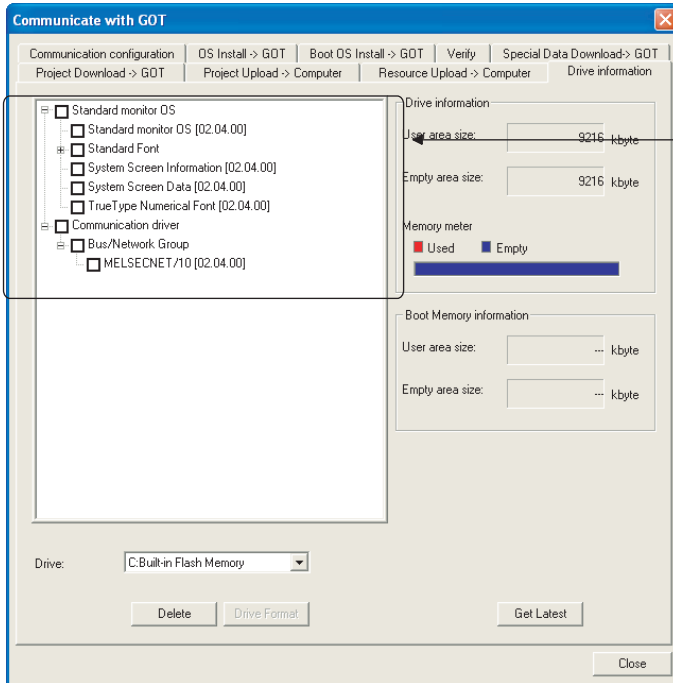 Communicate with GOT
Communication configuration OS Install -> GOT Boot OS Install -> GOT Verify Special Data Download-> GOT
Project Download -> GOT Project Upload -> Computer Resource Upload -> Computer Drive information
Standard monitor OS
Standard monitor OS [02.04.00]
Standard Font
System Screen Information [02.04.00]
System Screen Data [02.04.00]
TrueType Numerical Font [02.04.00]
Communication driver
Bus/Network Group
MELSECNET/10 [02.04.00]
Drive information
User area size: 9216 kbyte
Empty area size: 9216 kbyte
Memory meter
Used Empty
Boot Memory information
User area size: --- kbyte
Empty area size: --- kbyte
Drive: C:Built-in Flash Memory
Delete Drive Format Get Latest
Close